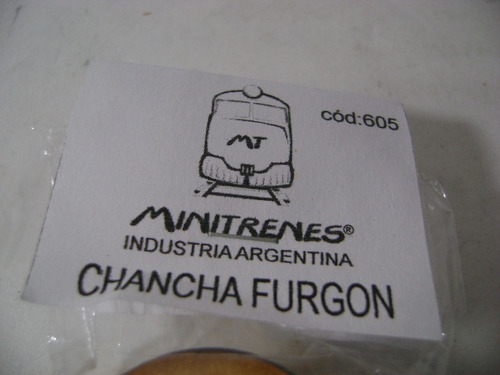 cód:605
MT
MINITRENES®
INDUSTRIA ARGENTINA
CHANCHA FURGON